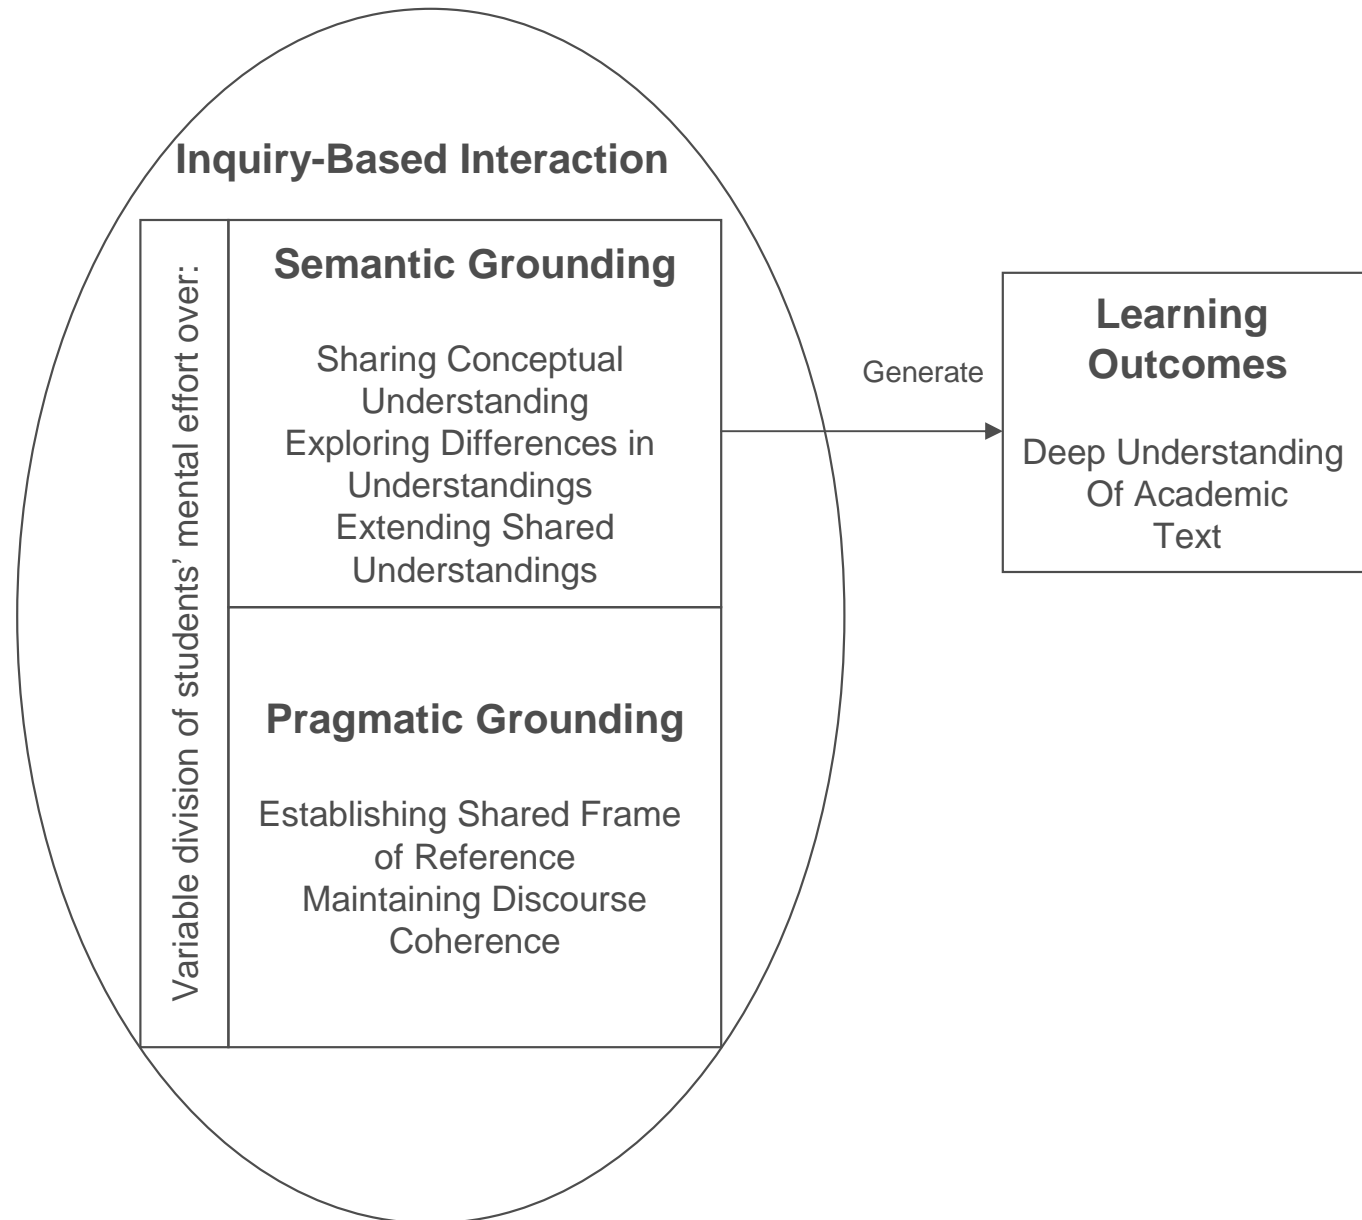 Inquiry-Based Interaction
Variable division of students’ mental effort over:
Semantic Grounding
Sharing Conceptual
Understanding
Exploring Differences in
Understandings
Extending Shared
Understandings
Pragmatic Grounding
Establishing Shared Frame
of Reference
Maintaining Discourse
Coherence
Generate
Learning
Outcomes
Deep Understanding
Of Academic
Text